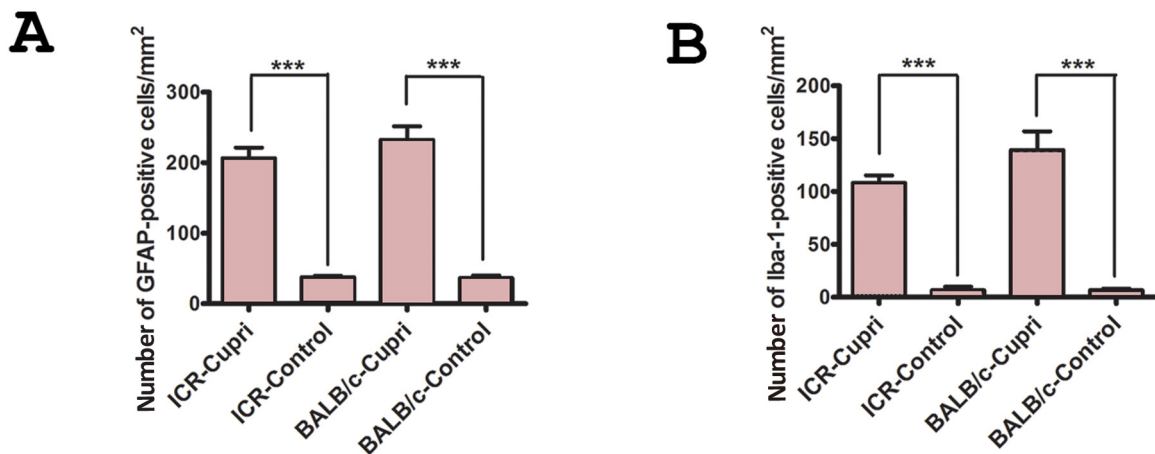 A
Number of GFAP-positive cells/mm²
300
200
100
0
***
***
ICR-Cupri
ICR-Control
BALB/c-Cupri
BALB/c-Control
B
Number of Iba-1-positive cells/mm²
200
150
100
50
0
***
***
ICR-Cupri
ICR-Control
BALB/c-Cupri
BALB/c-Control